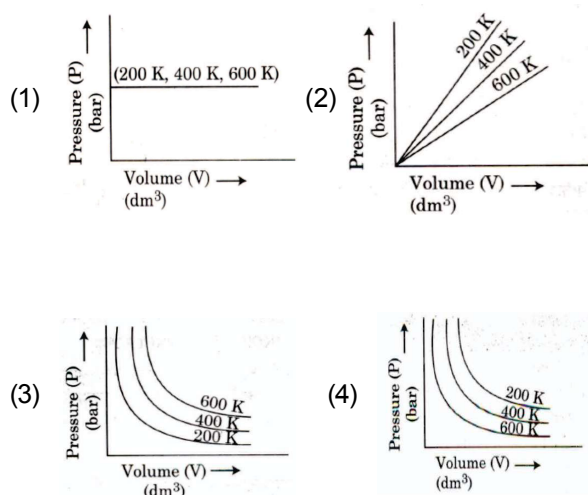 (1)
Pressure (P) ⟶
(bar)
(200 K, 400 K, 600 K)
Volume (V) ⟶
(dm³)
(2)
Pressure (P) ⟶
(bar)
200 K
400 K
600 K
Volume (V) ⟶
(dm³)
(3)
Pressure (P) ⟶
(bar)
600 K
400 K
200 K
Volume (V) ⟶
(dm³)
(4)
Pressure (P) ⟶
(bar)
200 K
400 K
600 K
Volume (V) ⟶
(dm³)